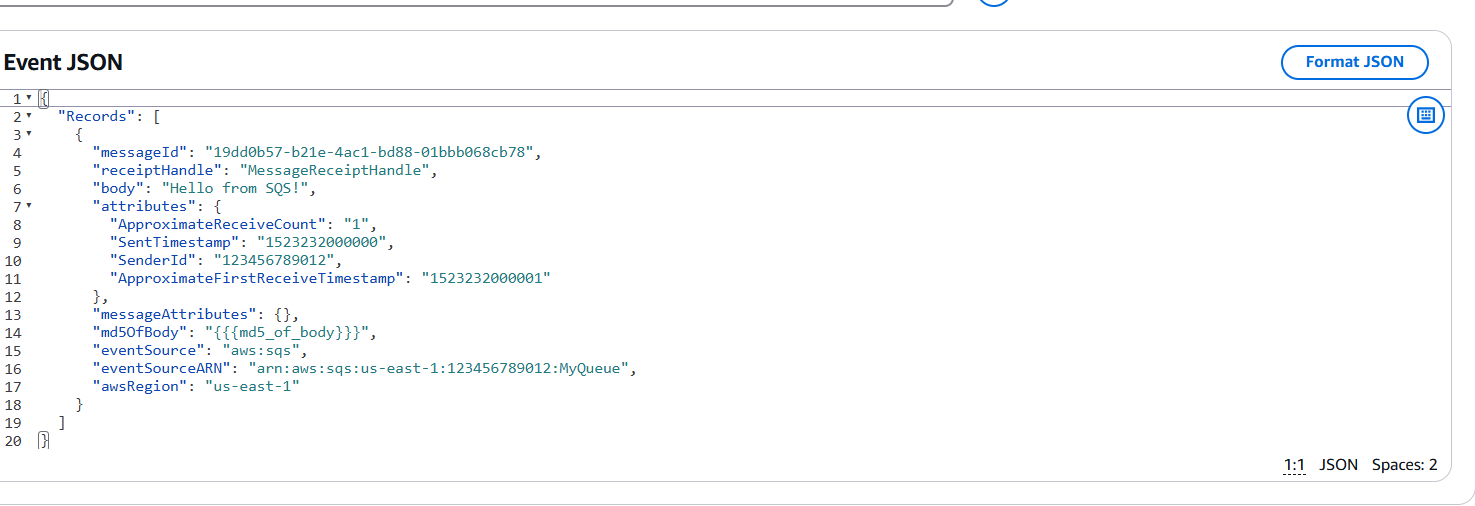 Event JSON
Format JSON
1 {
2 "Records": [
3 {
4 "messageId": "19dd0b57-b21e-4ac1-bd88-01bbb068cb78",
5 "receiptHandle": "MessageReceiptHandle",
6 "body": "Hello from SQS!",
7 "attributes": {
8 "ApproximateReceiveCount": "1",
9 "SentTimestamp": "1523232000000",
10 "SenderId": "123456789012",
11 "ApproximateFirstReceiveTimestamp": "1523232000001"
12 },
13 "messageAttributes": {},
14 "md5OfBody": "{{{md5_of_body}}}",
15 "eventSource": "aws:sqs",
16 "eventSourceARN": "arn:aws:sqs:us-east-1:123456789012:MyQueue",
17 "awsRegion": "us-east-1"
18 }
19 ]
20 }
1:1 JSON Spaces: 2